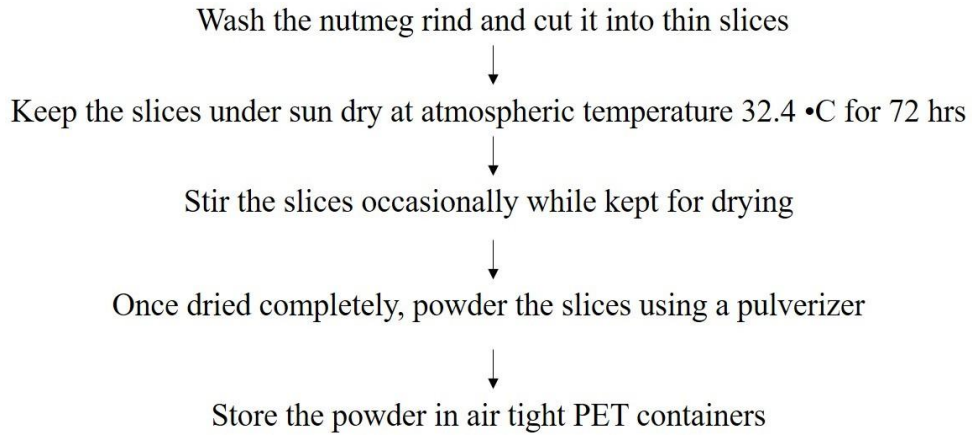 Wash the nutmeg rind and cut it into thin slices
Keep the slices under sun dry at atmospheric temperature 32.4 •C for 72 hrs
Stir the slices occasionally while kept for drying
Once dried completely, powder the slices using a pulverizer
Store the powder in air tight PET containers